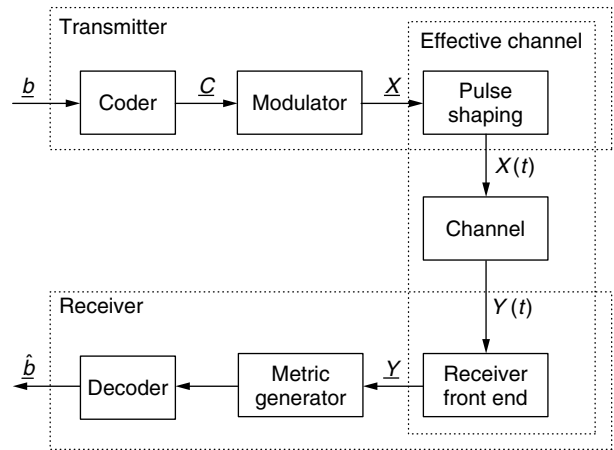 Transmitter
Effective channel
b
Coder
C
Modulator
X
Pulse
shaping
X(t)
Channel
Y(t)
Receiver
b̂
Decoder
Metric
generator
Y
Receiver
front end